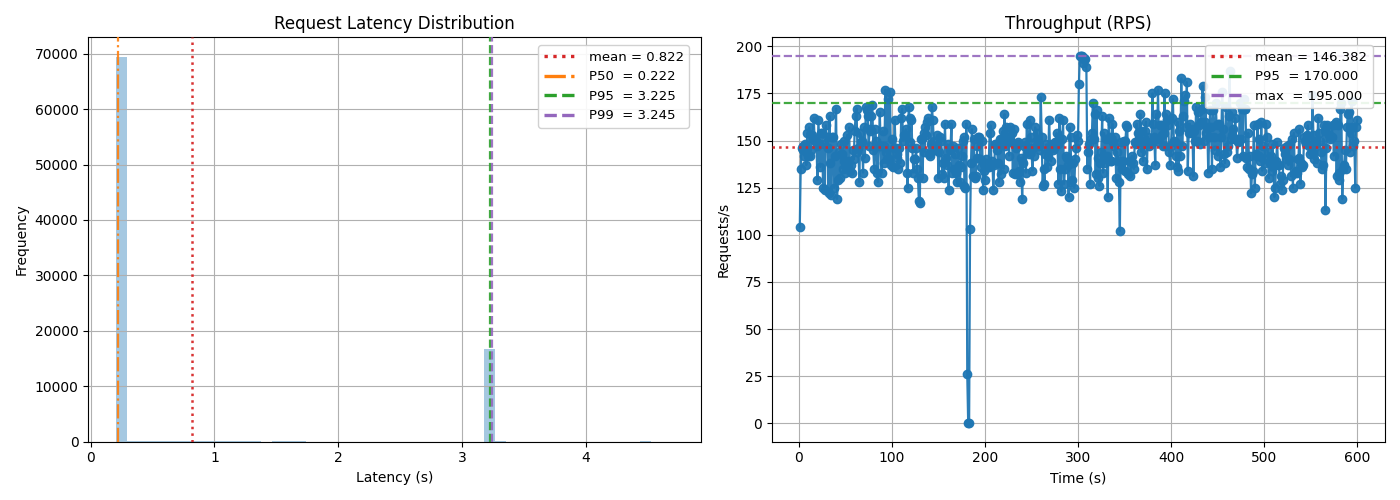 Request Latency Distribution
Frequency
70000
60000
50000
40000
30000
20000
10000
0
mean = 0.822
P50 = 0.222
P95 = 3.225
P99 = 3.245
0 1 2 3 4
Latency (s)
Throughput (RPS)
Requests/s
200
175
150
125
100
75
50
25
0
mean = 146.382
P95 = 170.000
max = 195.000
0 100 200 300 400 500 600
Time (s)